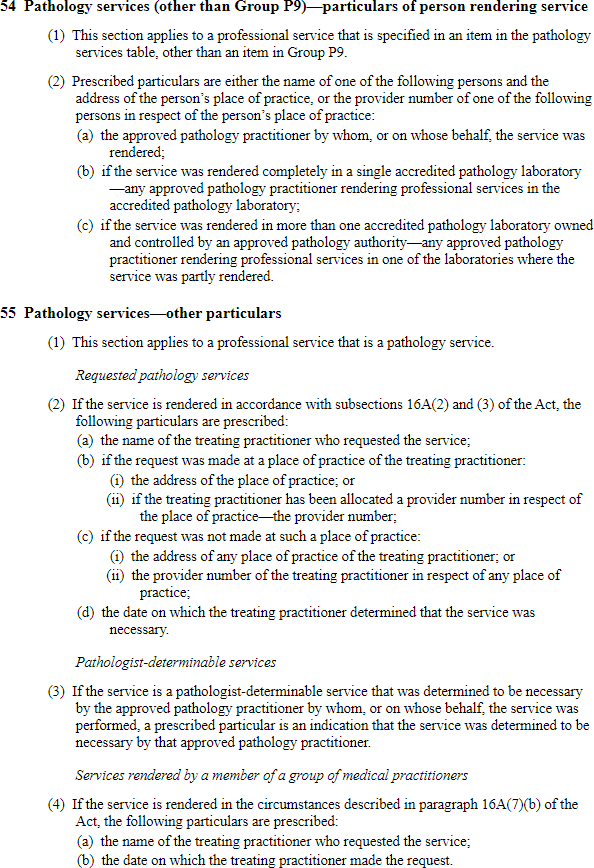 54 Pathology services (other than Group P9)—particulars of person rendering service
(1) This section applies to a professional service that is specified in an item in the pathology
services table, other than an item in Group P9.
(2) Prescribed particulars are either the name of one of the following persons and the
address of the person's place of practice, or the provider number of one of the following
persons in respect of the person's place of practice:
(a) the approved pathology practitioner by whom, or on whose behalf, the service was
rendered;
(b) if the service was rendered completely in a single accredited pathology laboratory
—any approved pathology practitioner rendering professional services in the
accredited pathology laboratory;
(c) if the service was rendered in more than one accredited pathology laboratory owned
and controlled by an approved pathology authority—any approved pathology
practitioner rendering professional services in one of the laboratories where the
service was partly rendered.
55 Pathology services—other particulars
(1) This section applies to a professional service that is a pathology service.
Requested pathology services
(2) If the service is rendered in accordance with subsections 16A(2) and (3) of the Act, the
following particulars are prescribed:
(a) the name of the treating practitioner who requested the service;
(b) if the request was made at a place of practice of the treating practitioner:
(i) the address of the place of practice; or
(ii) if the treating practitioner has been allocated a provider number in respect of
the place of practice—the provider number;
(c) if the request was not made at such a place of practice:
(i) the address of any place of practice of the treating practitioner; or
(ii) the provider number of the treating practitioner in respect of any place of
practice;
(d) the date on which the treating practitioner determined that the service was
necessary.
Pathologist-determinable services
(3) If the service is a pathologist-determinable service that was determined to be necessary
by the approved pathology practitioner by whom, or on whose behalf, the service was
performed, a prescribed particular is an indication that the service was determined to be
necessary by that approved pathology practitioner.
Services rendered by a member of a group of medical practitioners
(4) If the service is rendered in the circumstances described in paragraph 16A(7)(b) of the
Act, the following particulars are prescribed:
(a) the name of the treating practitioner who requested the service;
(b) the date on which the treating practitioner made the request.